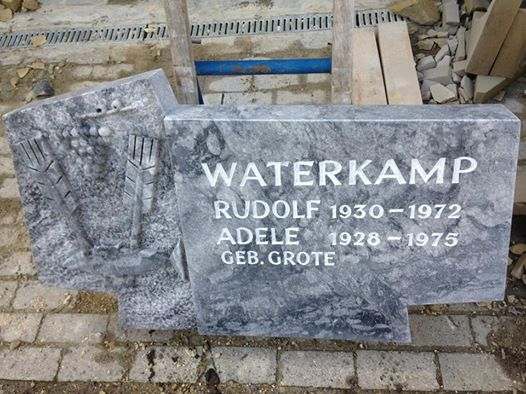 WATERKAMP
RUDOLF 1930 – 1972
ADELE 1928 – 1975
GEB. GROTE